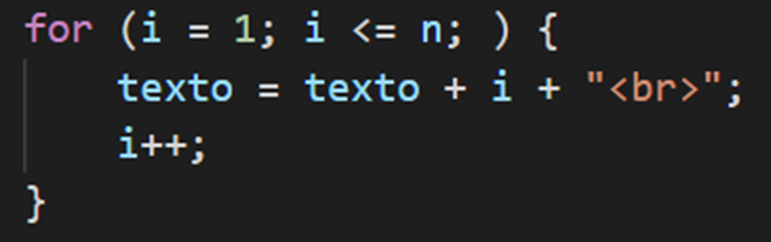 for (i = 1; i <= n; ) {
    texto = texto + i + "<br>";
    i++;
}